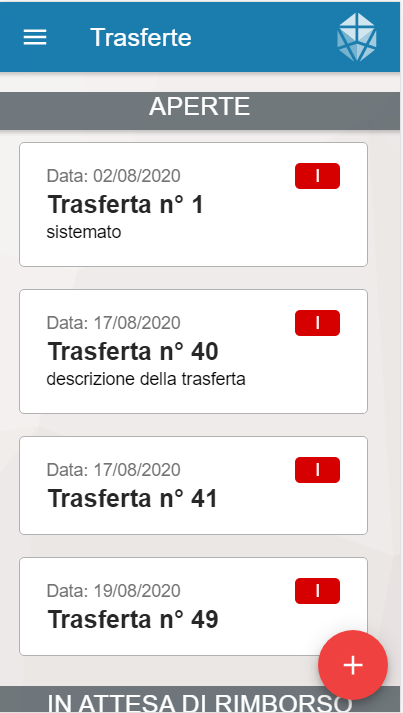 Trasferte
APERTE
Data: 02/08/2020
I
Trasferta n° 1
sistemato
Data: 17/08/2020
I
Trasferta n° 40
descrizione della trasferta
Data: 17/08/2020
I
Trasferta n° 41
Data: 19/08/2020
I
Trasferta n° 49
+
IN ATTESA DI RIMBORSO